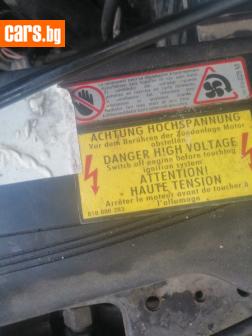 cars.bg
ACHTUNG HOCHSPANNUNG
Vor dem Berühren der Zündanlage Motor
abstellen
DANGER HIGH VOLTAGE
Switch off engine before touching
ignition system
ATTENTION!
HAUTE TENSION
Arrêter le moteur avant de toucher à
l'allumage